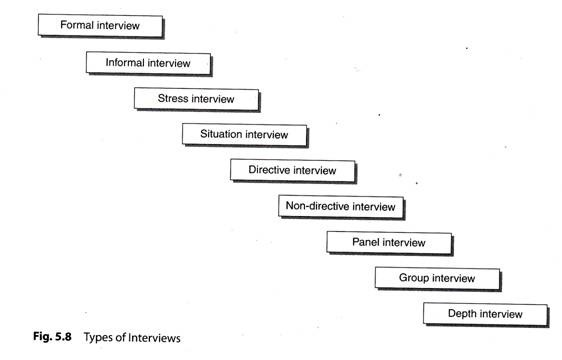 Formal interview
Informal interview
Stress interview
Situation interview
Directive interview
Non-directive interview
Panel interview
Group interview
Depth interview
Fig. 5.8 Types of Interviews